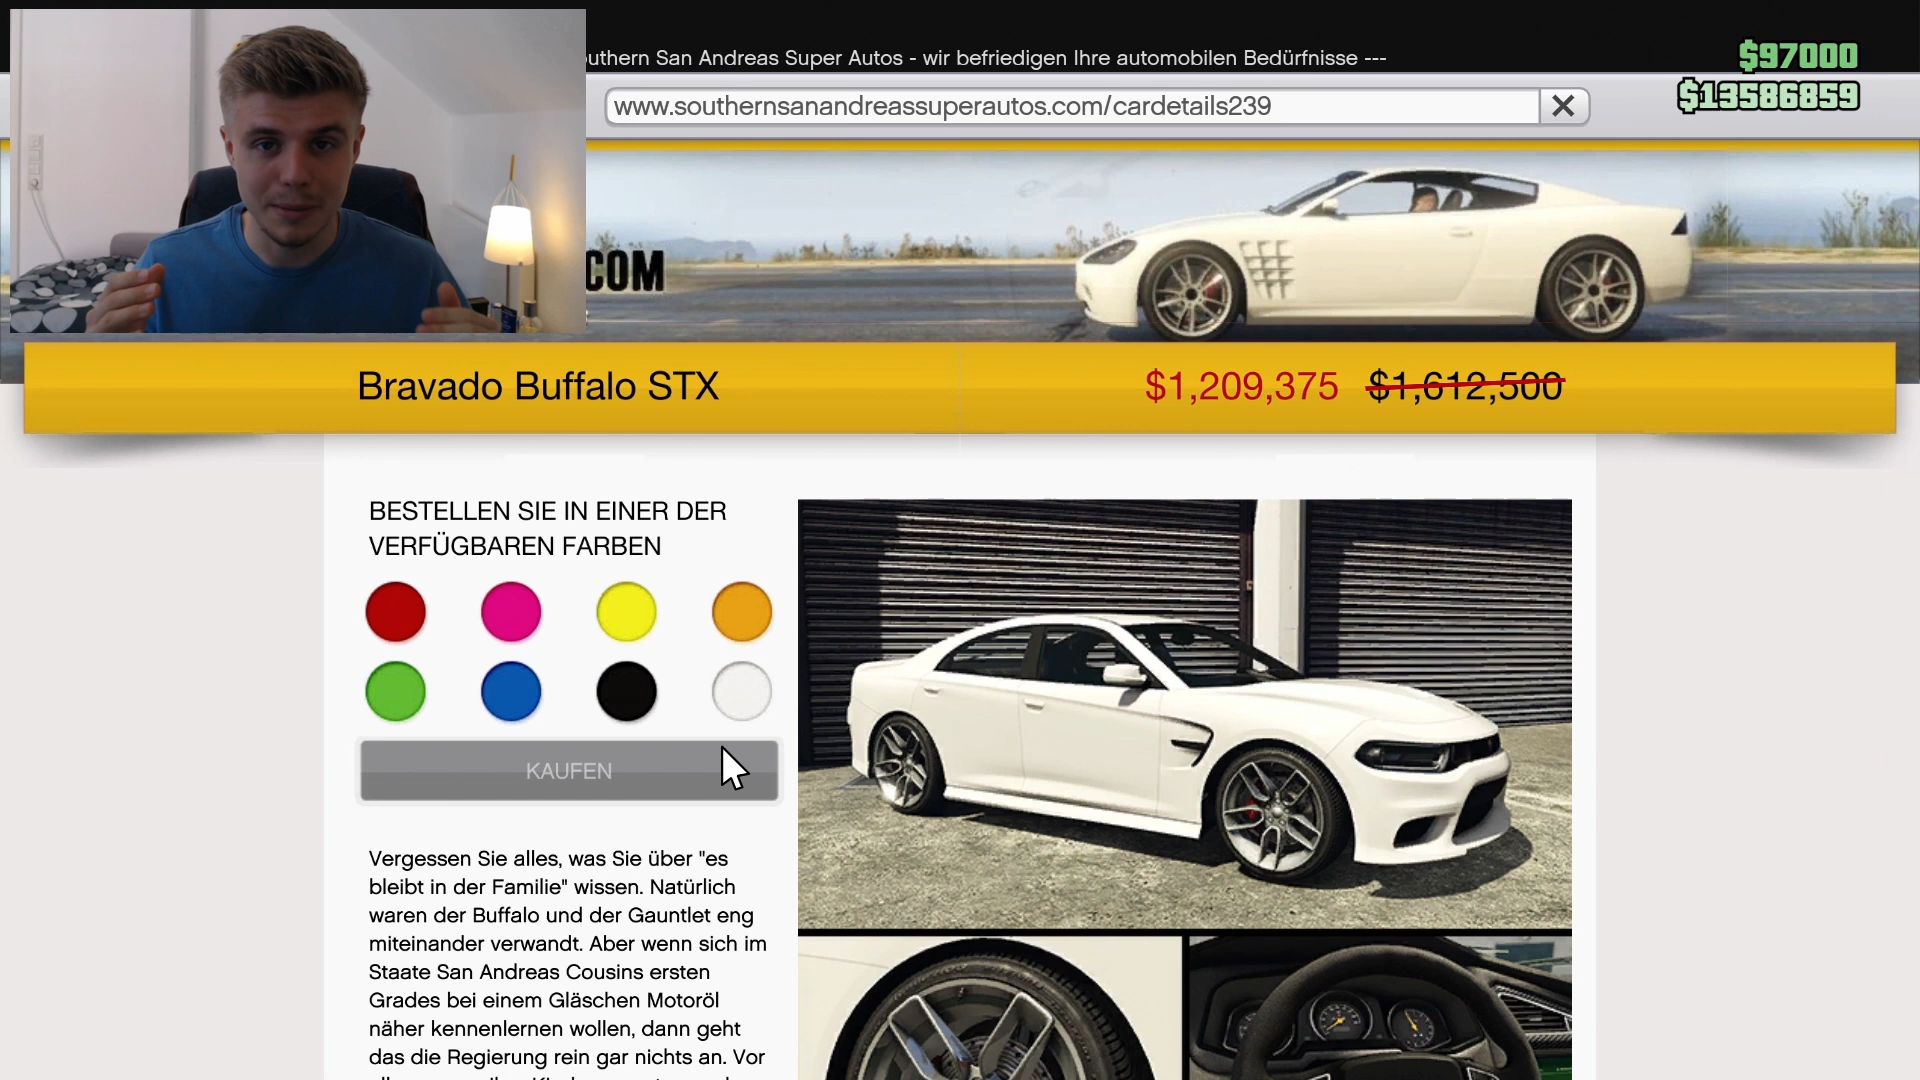 uthern San Andreas Super Autos - wir befriedigen Ihre automobilen Bedürfnisse ---
$97000
$13586859
www.southernsanandreassuperautos.com/cardetails239
.COM
Bravado Buffalo STX
$1,209,375 $1,612,500
BESTELLEN SIE IN EINER DER
VERFÜGBAREN FARBEN
KAUFEN
Vergessen Sie alles, was Sie über "es
bleibt in der Familie" wissen. Natürlich
waren der Buffalo und der Gauntlet eng
miteinander verwandt. Aber wenn sich im
Staate San Andreas Cousins ersten
Grades bei einem Gläschen Motoröl
näher kennenlernen wollen, dann geht
das die Regierung rein gar nichts an. Vor